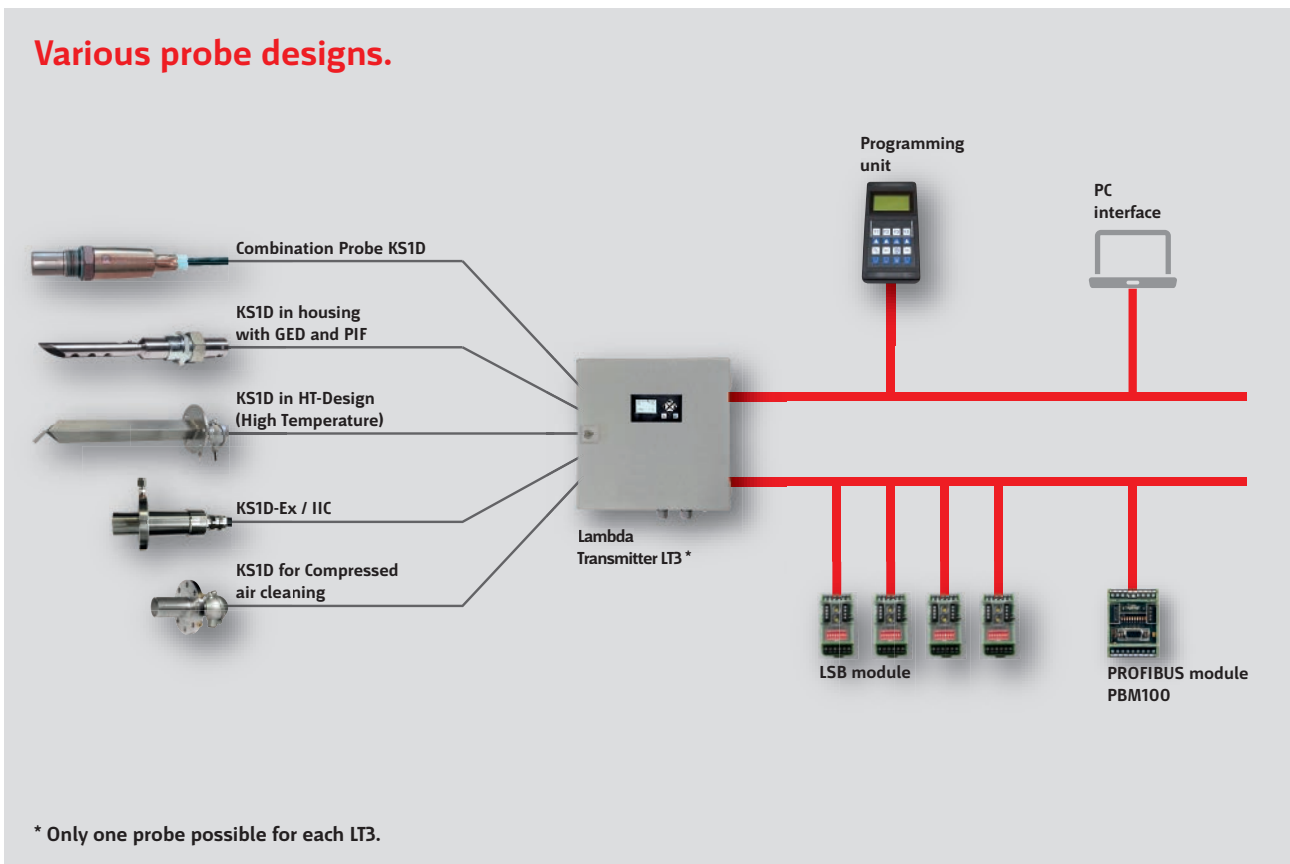 Various probe designs.
Programming
unit
PC
interface
Combination Probe KS1D
KS1D in housing
with GED and PIF
KS1D in HT-Design
(High Temperature)
KS1D-Ex / IIC
KS1D for Compressed
air cleaning
Lambda
Transmitter LT3 *
LSB module
PROFIBUS module
PBM100
* Only one probe possible for each LT3.